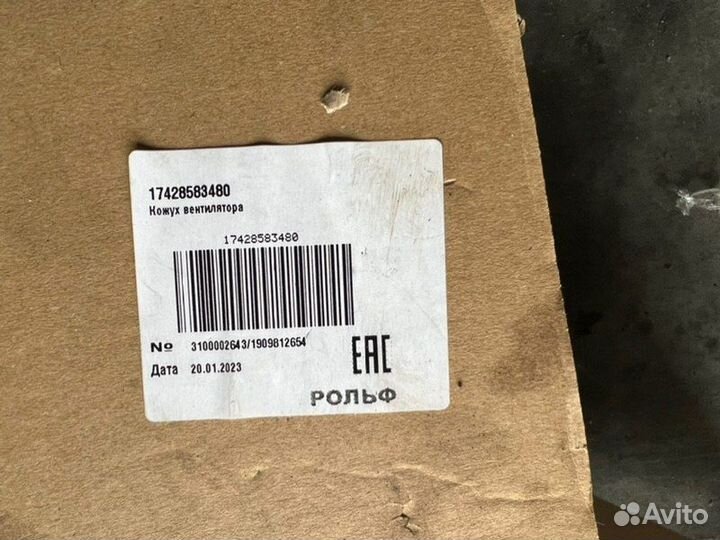 17428583480
Кожух вентилятора
17428583480
№ 3100002643/1909812654
Дата 20.01.2023
EAC
РОЛЬФ
Avito